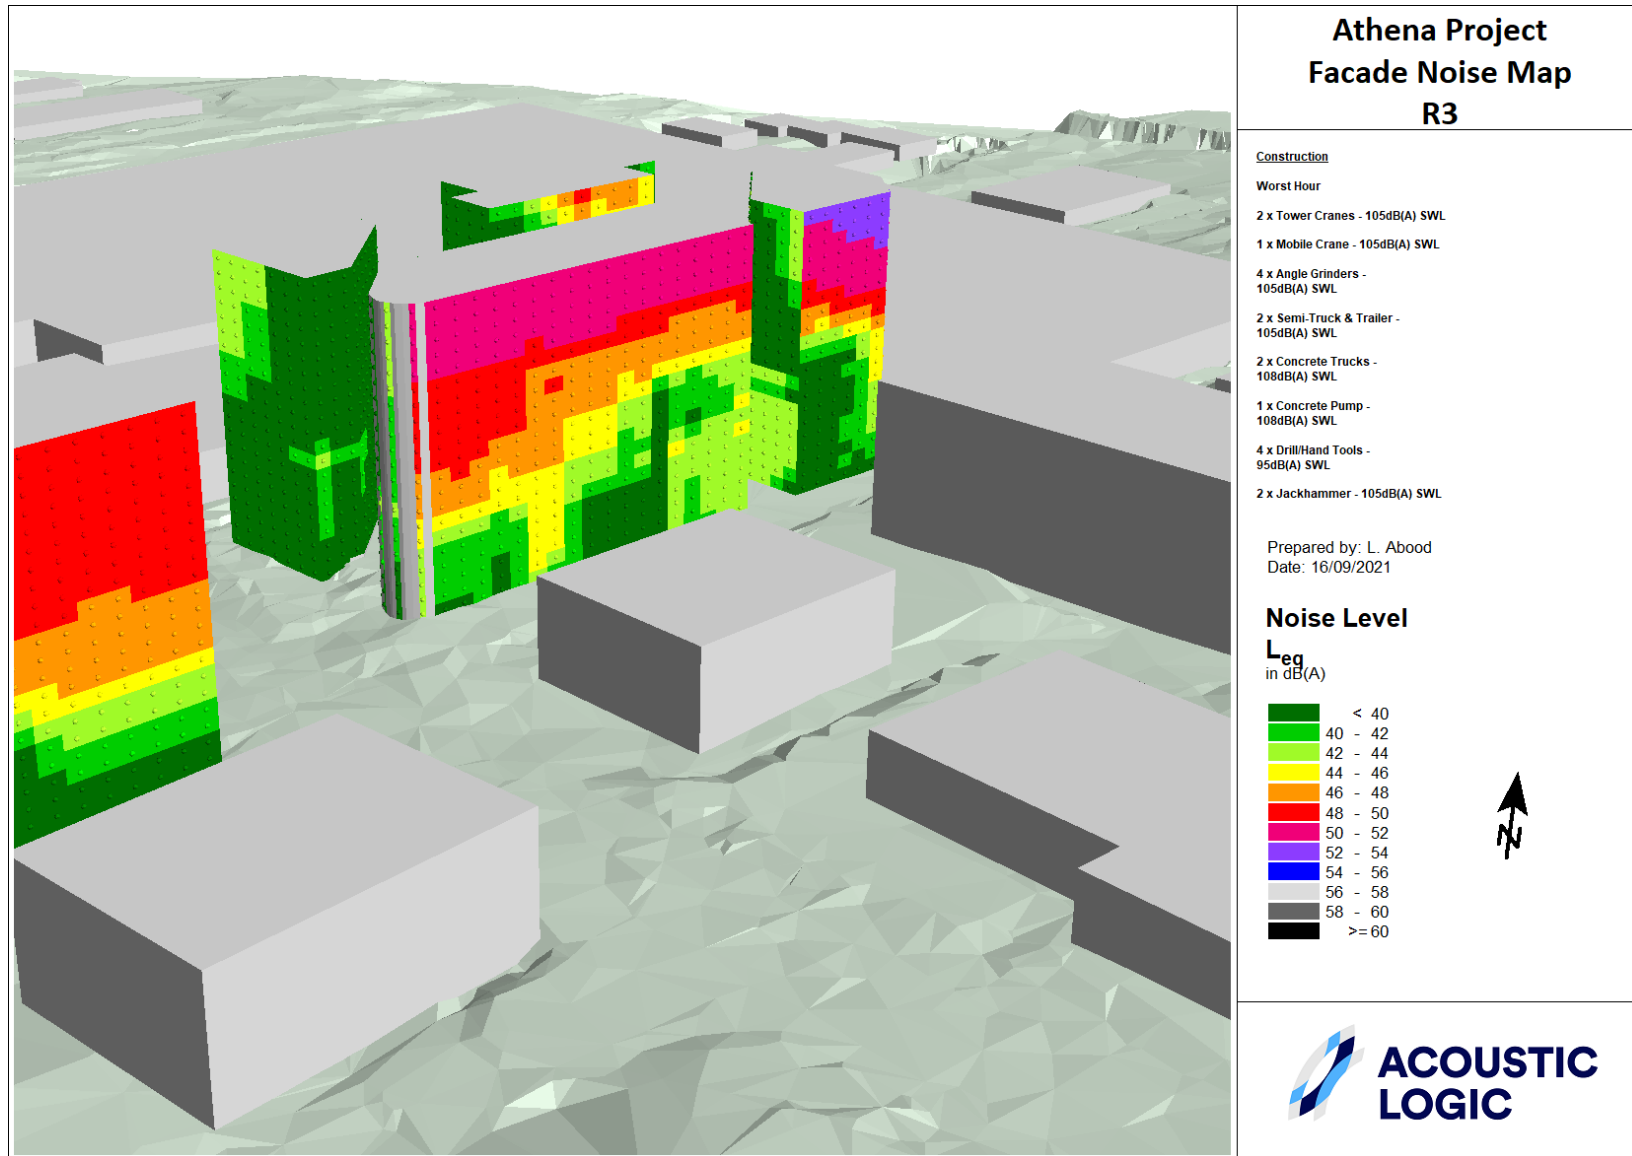 Athena Project
Facade Noise Map
R3
Construction
Worst Hour
2 x Tower Cranes - 105dB(A) SWL
1 x Mobile Crane - 105dB(A) SWL
4 x Angle Grinders -
105dB(A) SWL
2 x Semi-Truck & Trailer -
105dB(A) SWL
2 x Concrete Trucks -
108dB(A) SWL
1 x Concrete Pump -
108dB(A) SWL
4 x Drill/Hand Tools -
95dB(A) SWL
2 x Jackhammer - 105dB(A) SWL
Prepared by: L. Abood
Date: 16/09/2021
Noise Level
Leq
in dB(A)
< 40
40 - 42
42 - 44
44 - 46
46 - 48
48 - 50
50 - 52
52 - 54
54 - 56
56 - 58
58 - 60
>= 60
N
ACOUSTIC
LOGIC